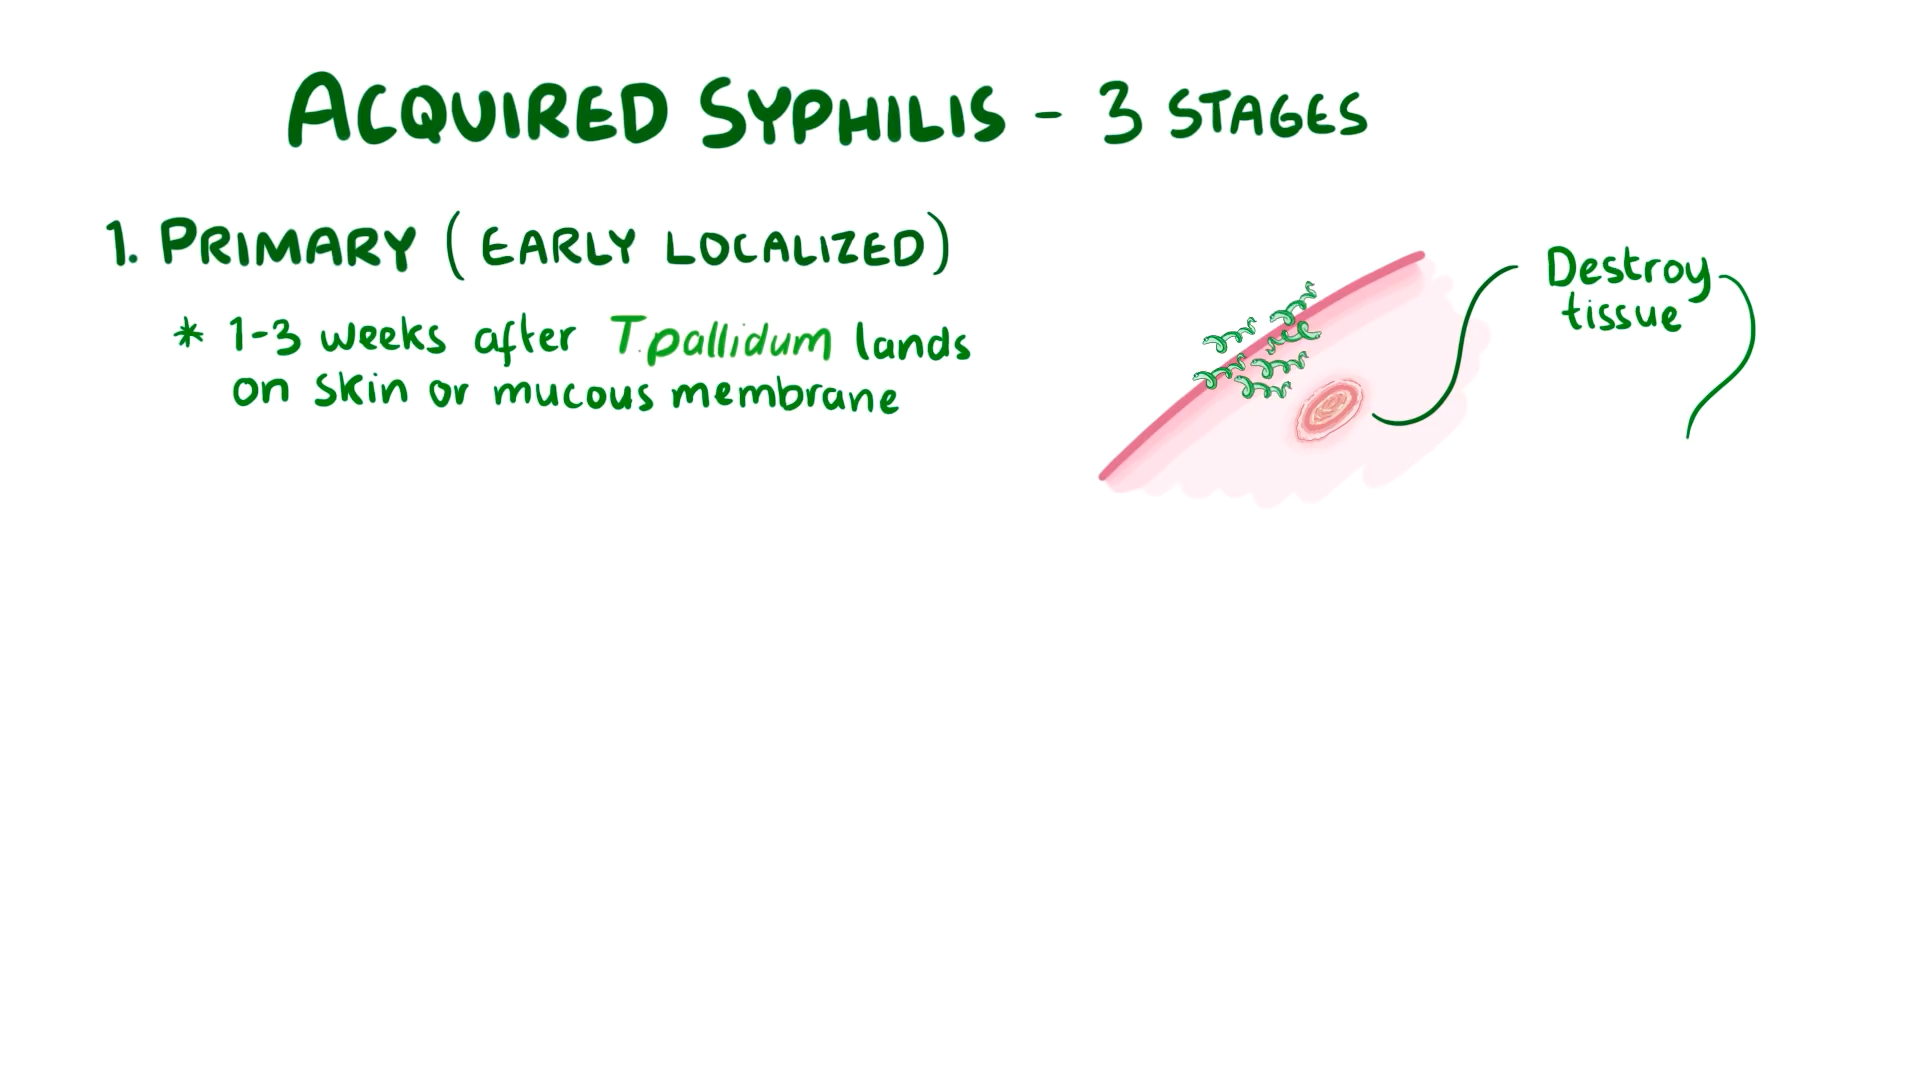 ACQUIRED SYPHILIS - 3 STAGES
1. PRIMARY (EARLY LOCALIZED)
* 1-3 weeks after T.pallidum lands
on skin or mucous membrane
Destroy
tissue